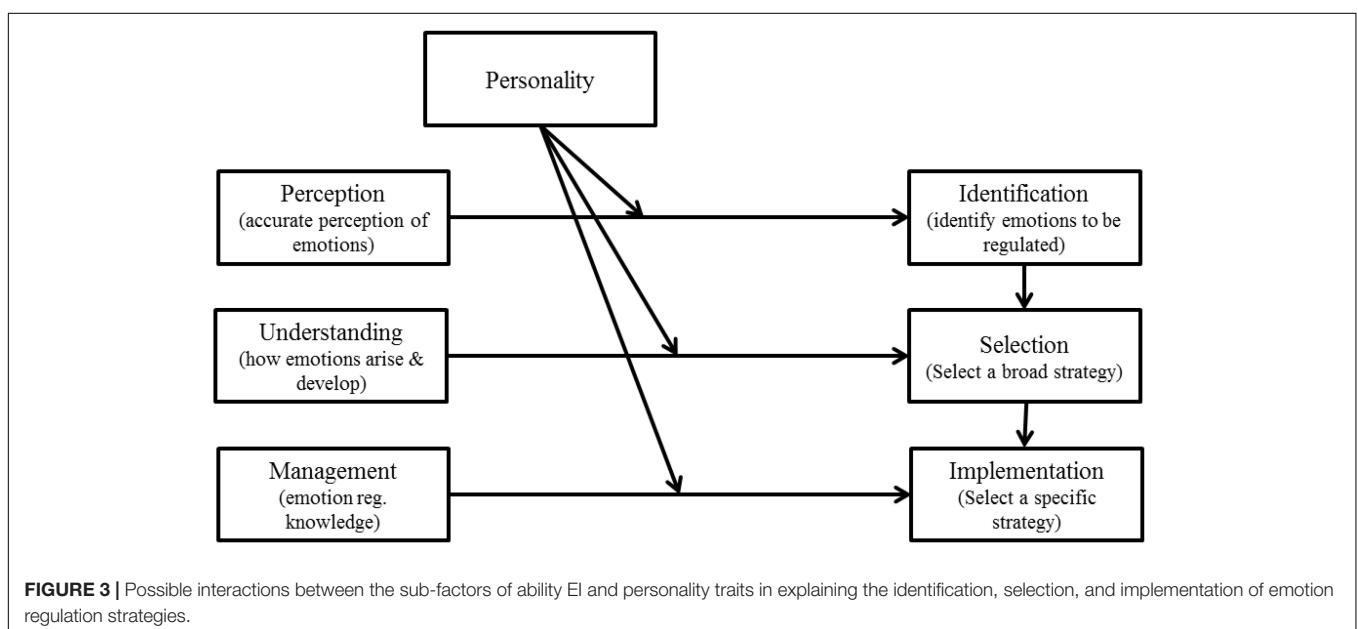 Personality
Perception
(accurate perception of
emotions)
Identification
(identify emotions to be
regulated)
Understanding
(how emotions arise &
develop)
Selection
(Select a broad strategy)
Management
(emotion reg.
knowledge)
Implementation
(Select a specific
strategy)
FIGURE 3 | Possible interactions between the sub-factors of ability EI and personality traits in explaining the identification, selection, and implementation of emotion
regulation strategies.